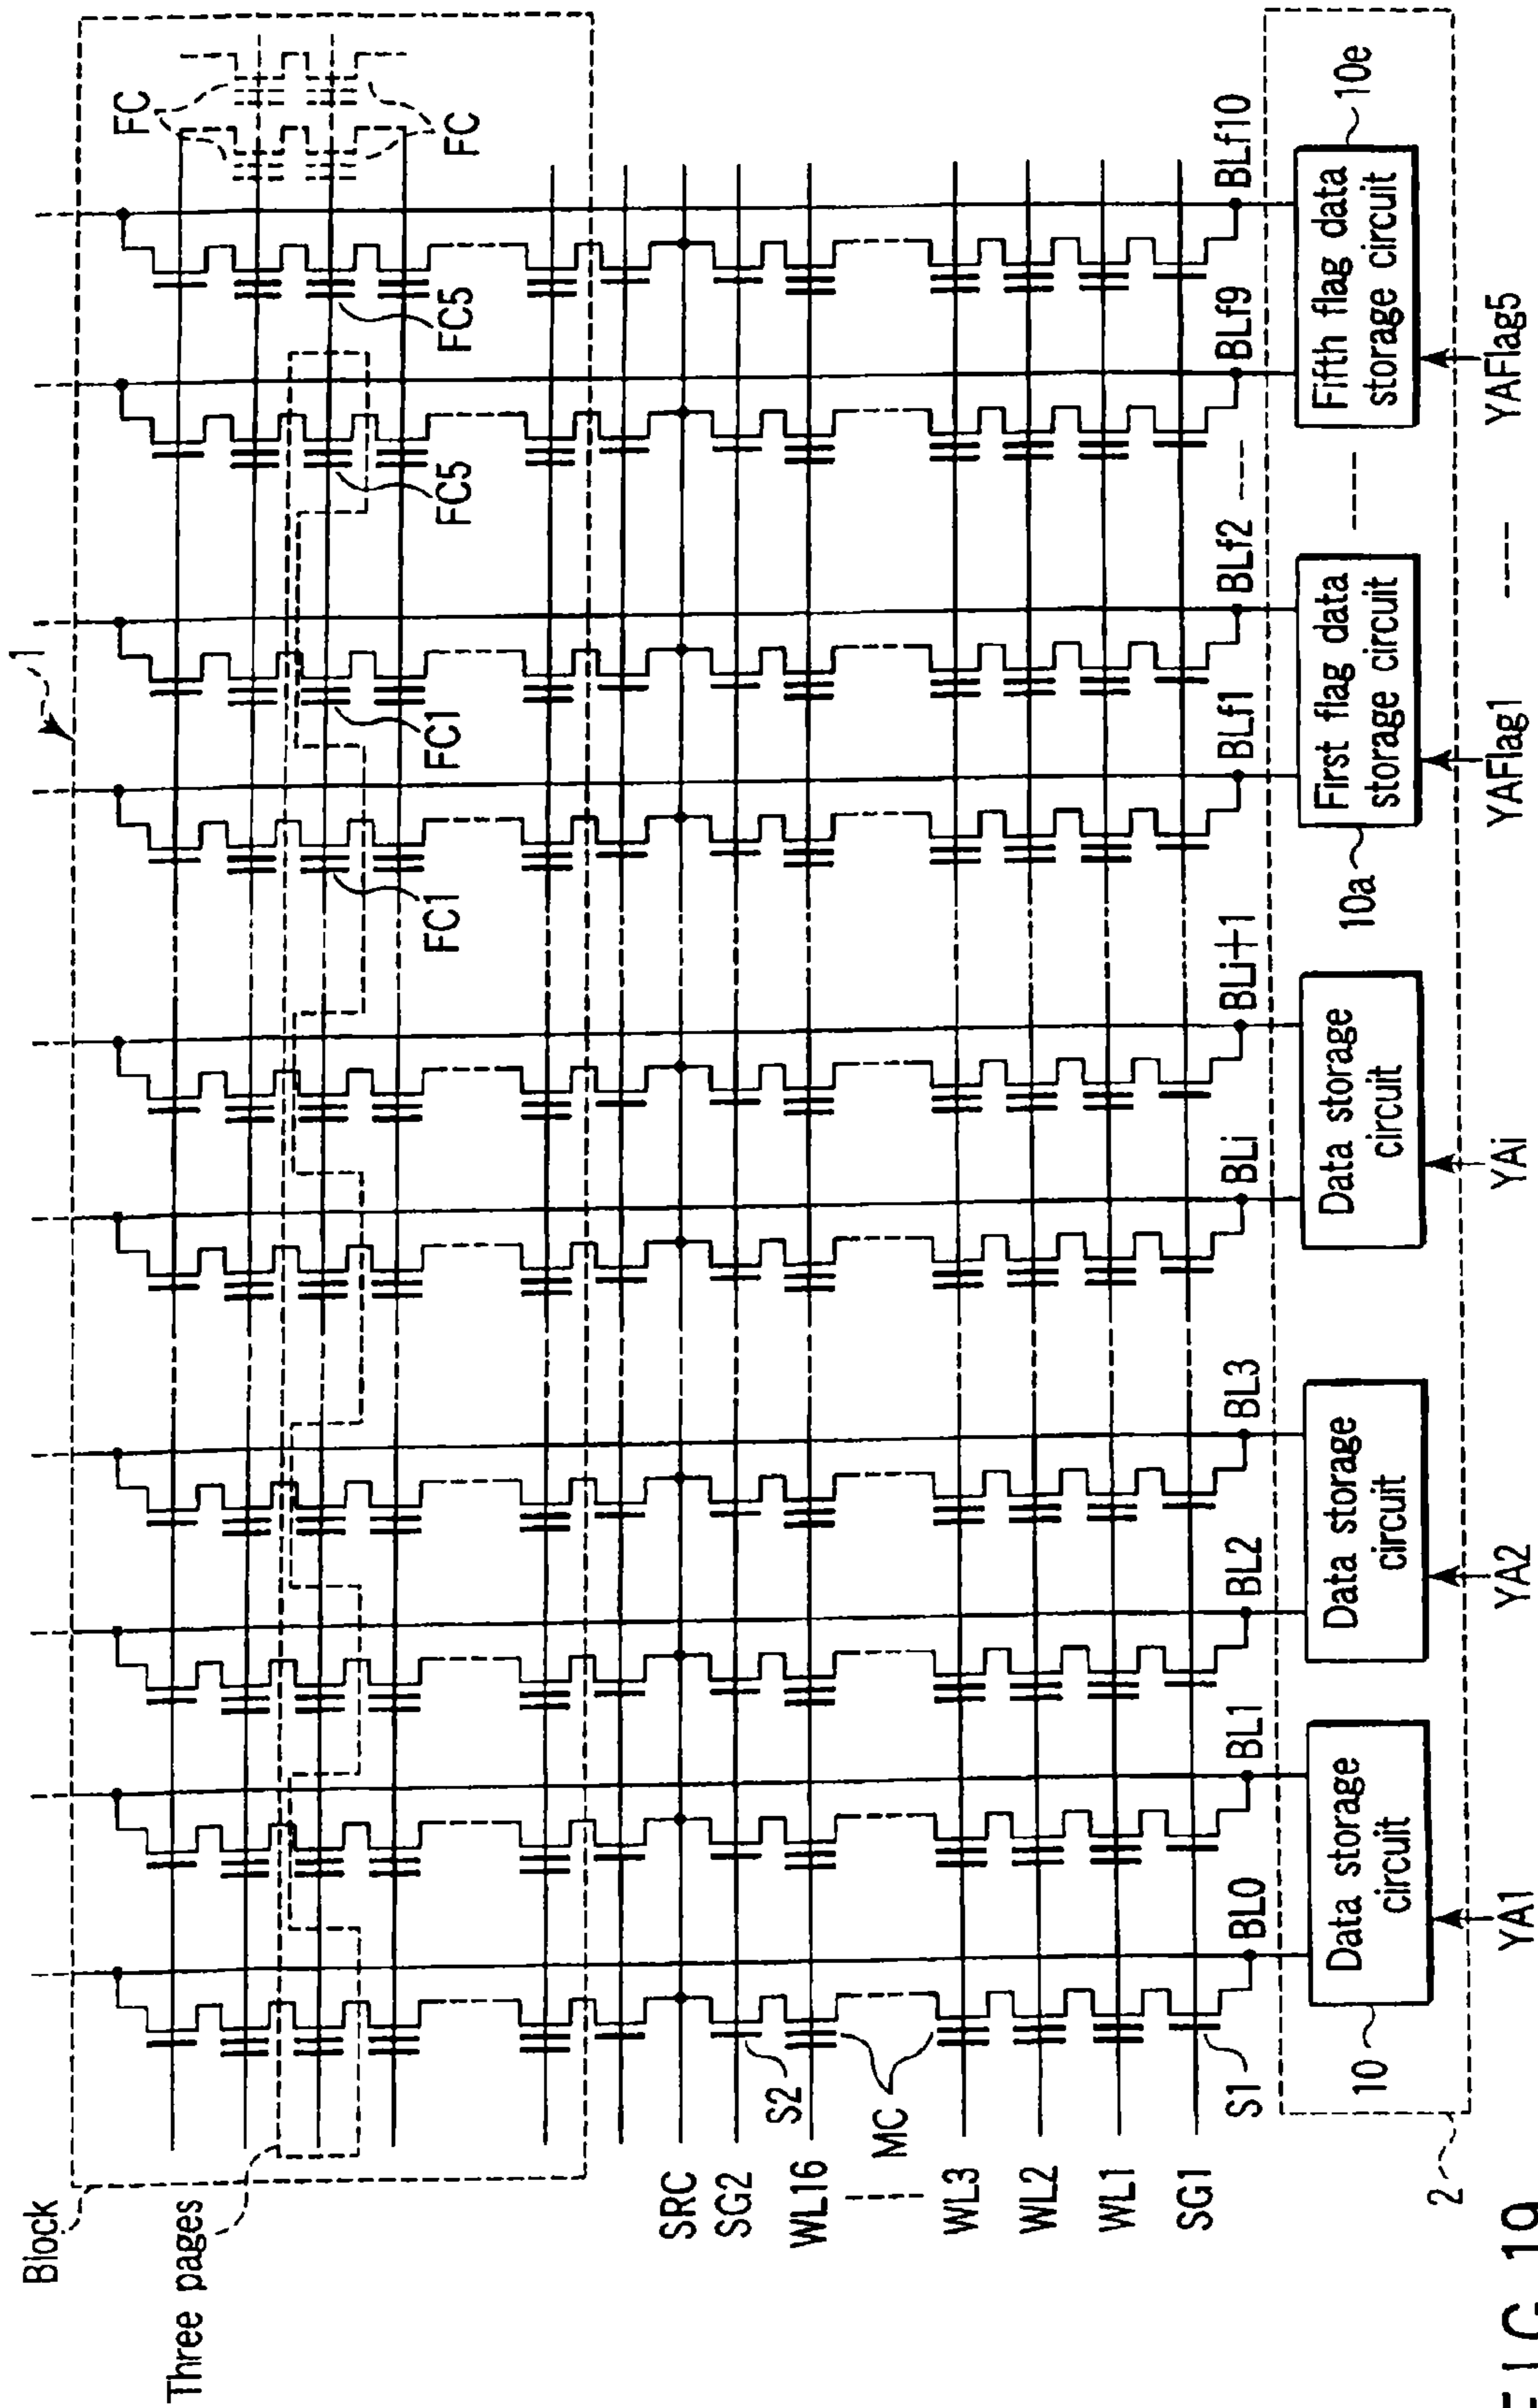 1
Block
Three pages
FC
FC
FC1
FC1
FC5
FC5
SRC
SG2
WL16
WL3
WL2
WL1
SG1
S2
MC
S1
BL0
BL1
BL2
BL3
BLi
BLi+1
BLf1
BLf2
BLf9
BLf10
10
Data storage
circuit
Data storage
circuit
Data storage
circuit
10a
First flag data
storage circuit
Fifth flag data
storage circuit
10e
2
YA1
YA2
YAi
YAFlag1
YAFlag5
FIG. 19